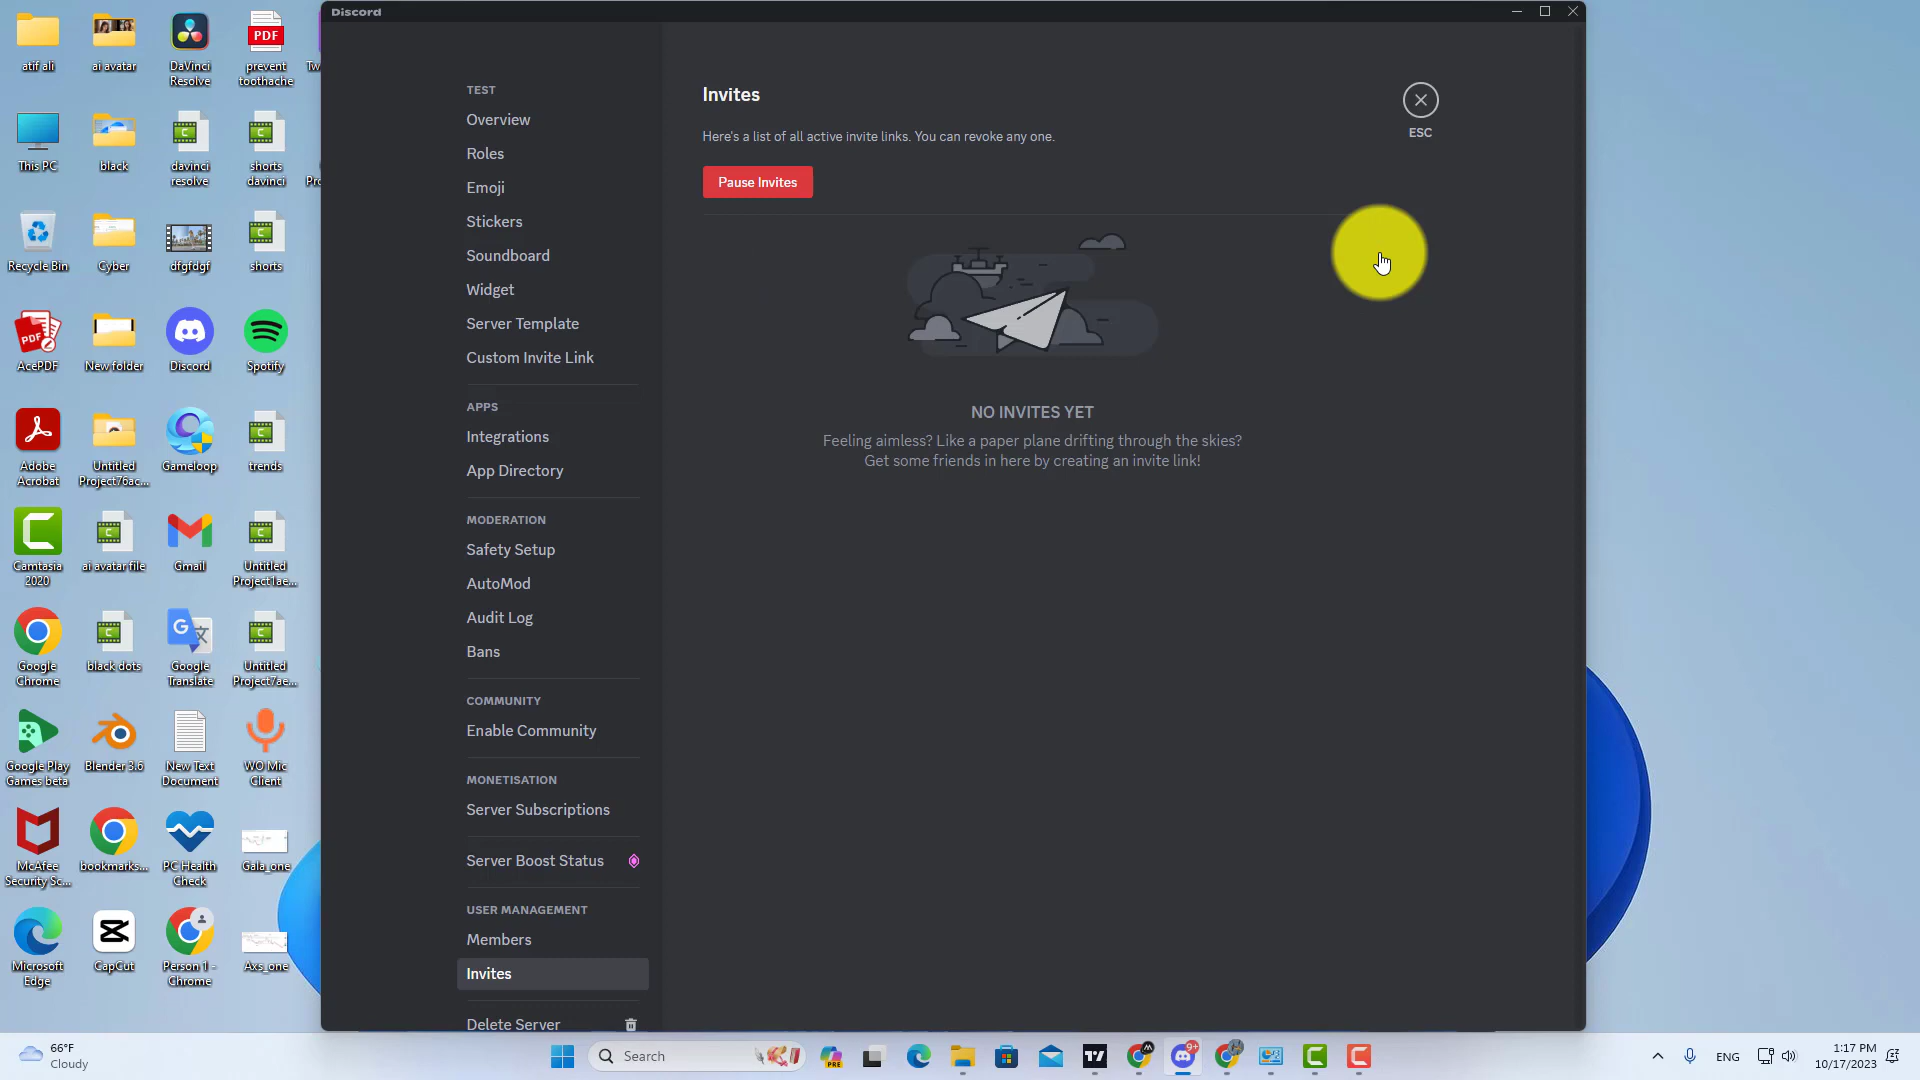 Discord
TEST
Overview
Roles
Emoji
Stickers
Soundboard
Widget
Server Template
Custom Invite Link
APPS
Integrations
App Directory
MODERATION
Safety Setup
AutoMod
Audit Log
Bans
COMMUNITY
Enable Community
MONETISATION
Server Subscriptions
Server Boost Status
USER MANAGEMENT
Members
Invites
Delete Server
Invites
Here's a list of all active invite links. You can revoke any one.
Pause Invites
ESC
NO INVITES YET
Feeling aimless? Like a paper plane drifting through the skies?
Get some friends in here by creating an invite link!
atif ali
ai avatar
DaVinci
Resolve
PDF
prevent
toothache
Tw
This PC
black
davinci
resolve
shorts
davinci
Pro
Recycle Bin
Cyber
dfgfdgf
shorts
PDF
AcePDF
New folder
Discord
Spotify
Adobe
Acrobat
Untitled
Project76ac...
Gameloop
trends
Camtasia
2020
ai avatar file
Gmail
Untitled
Project1ae...
Google
Chrome
black dots
Google
Translate
Untitled
Project7ae...
Google Play
Games beta
Blender 3.6
New Text
Document
WO Mic
Client
McAfee
Security Sc...
bookmarks...
PC Health
Check
Gala_one
Microsoft
Edge
CapCut
Person 1 -
Chrome
Axs_one
66°F
Cloudy
Search
PRE
9+
ENG
1:17 PM
10/17/2023